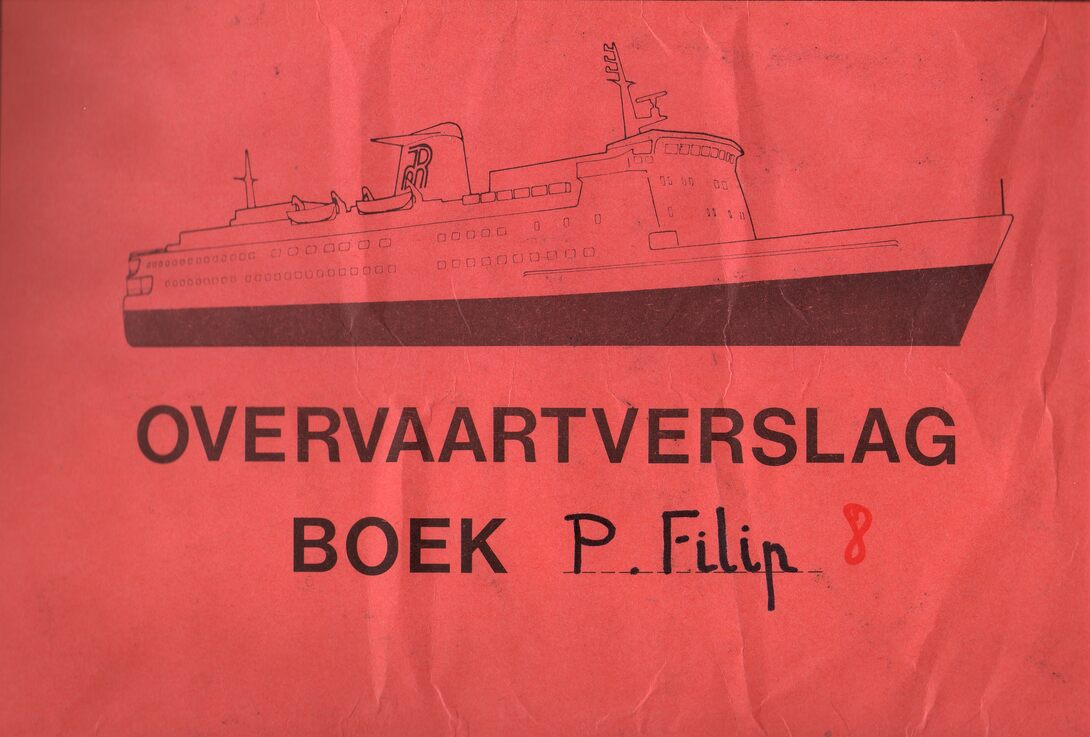 OVERVAARTVERSLAG
BOEK P. Filip 8